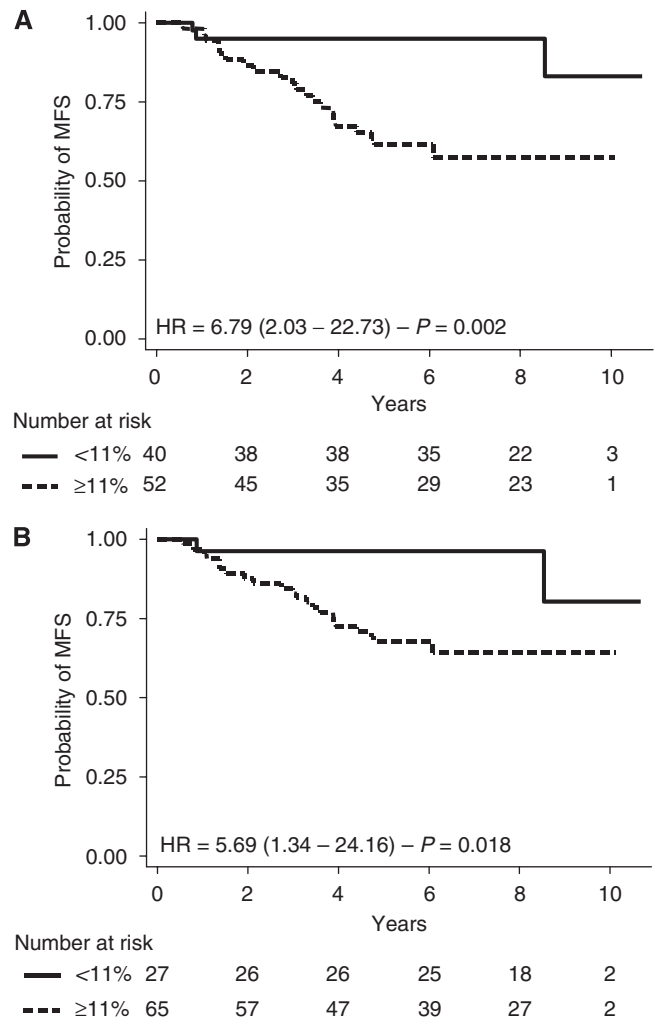 A
Probability of MFS
1.00
0.75
0.50
0.25
0.00
HR = 6.79 (2.03 – 22.73) – P = 0.002
0 2 4 6 8 10
Years
Number at risk
<11% 40 38 38 35 22 3
≥11% 52 45 35 29 23 1
B
Probability of MFS
1.00
0.75
0.50
0.25
0.00
HR = 5.69 (1.34 – 24.16) – P = 0.018
0 2 4 6 8 10
Years
Number at risk
<11% 27 26 26 25 18 2
≥11% 65 57 47 39 27 2